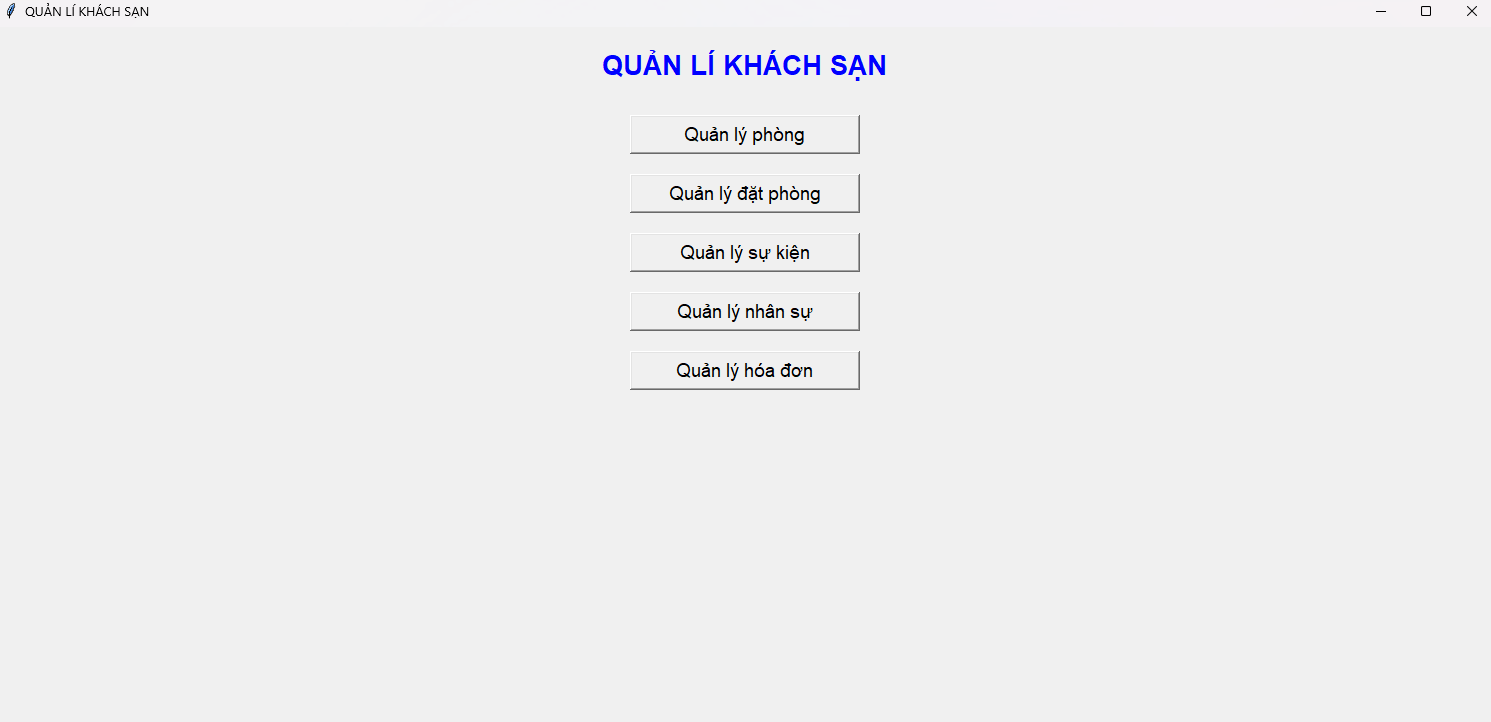 QUẢN LÍ KHÁCH SẠN
QUẢN LÍ KHÁCH SẠN
Quản lý phòng
Quản lý đặt phòng
Quản lý sự kiện
Quản lý nhân sự
Quản lý hóa đơn